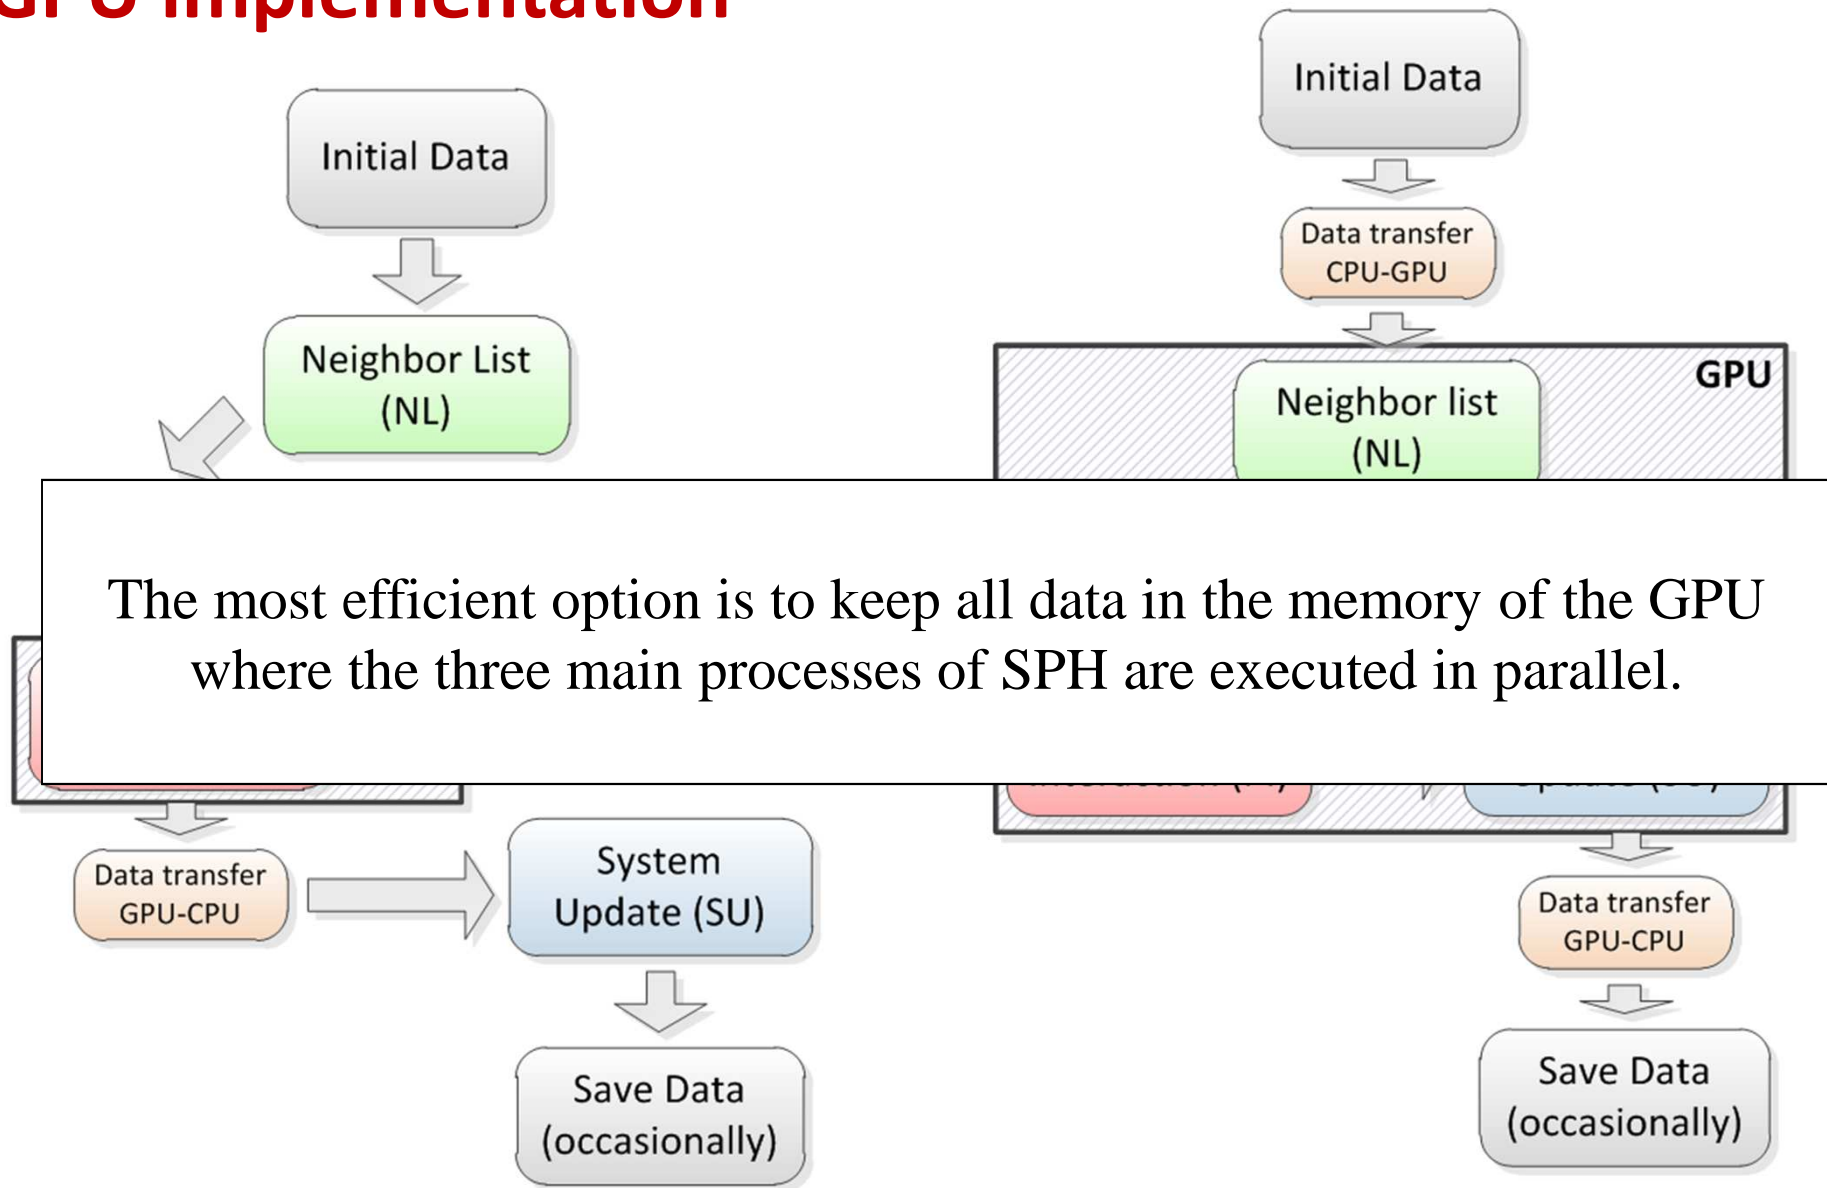 GPU Implementation
Initial Data
Neighbor List
(NL)
Initial Data
Data transfer
CPU-GPU
GPU
Neighbor list
(NL)
The most efficient option is to keep all data in the memory of the GPU
where the three main processes of SPH are executed in parallel.
Data transfer
GPU-CPU
System
Update (SU)
Save Data
(occasionally)
Data transfer
GPU-CPU
Save Data
(occasionally)